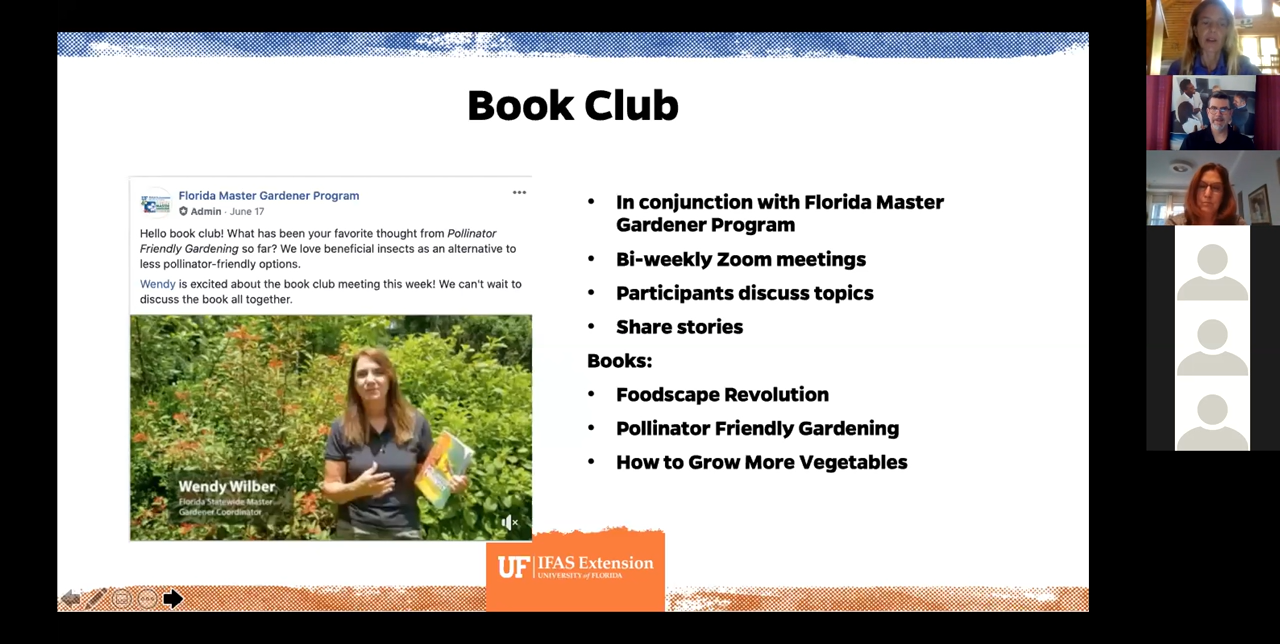 Book Club
Florida Master Gardener Program
Admin · June 17
Hello book club! What has been your favorite thought from Pollinator
Friendly Gardening so far? We love beneficial insects as an alternative to
less pollinator-friendly options.
Wendy is excited about the book club meeting this week! We can't wait to
discuss the book all together.
Wendy Wilber
Florida Statewide Master
Gardener Coordinator
• In conjunction with Florida Master
Gardener Program
• Bi-weekly Zoom meetings
• Participants discuss topics
• Share stories
Books:
• Foodscape Revolution
• Pollinator Friendly Gardening
• How to Grow More Vegetables
UF IFAS Extension
UNIVERSITY of FLORIDA